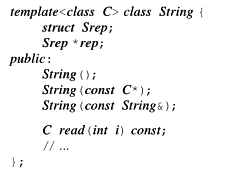 template<class C> class String {
struct Srep;
Srep *rep;
public:
String();
String(const C*);
String(const String&);
C read(int i) const;
// ...
};